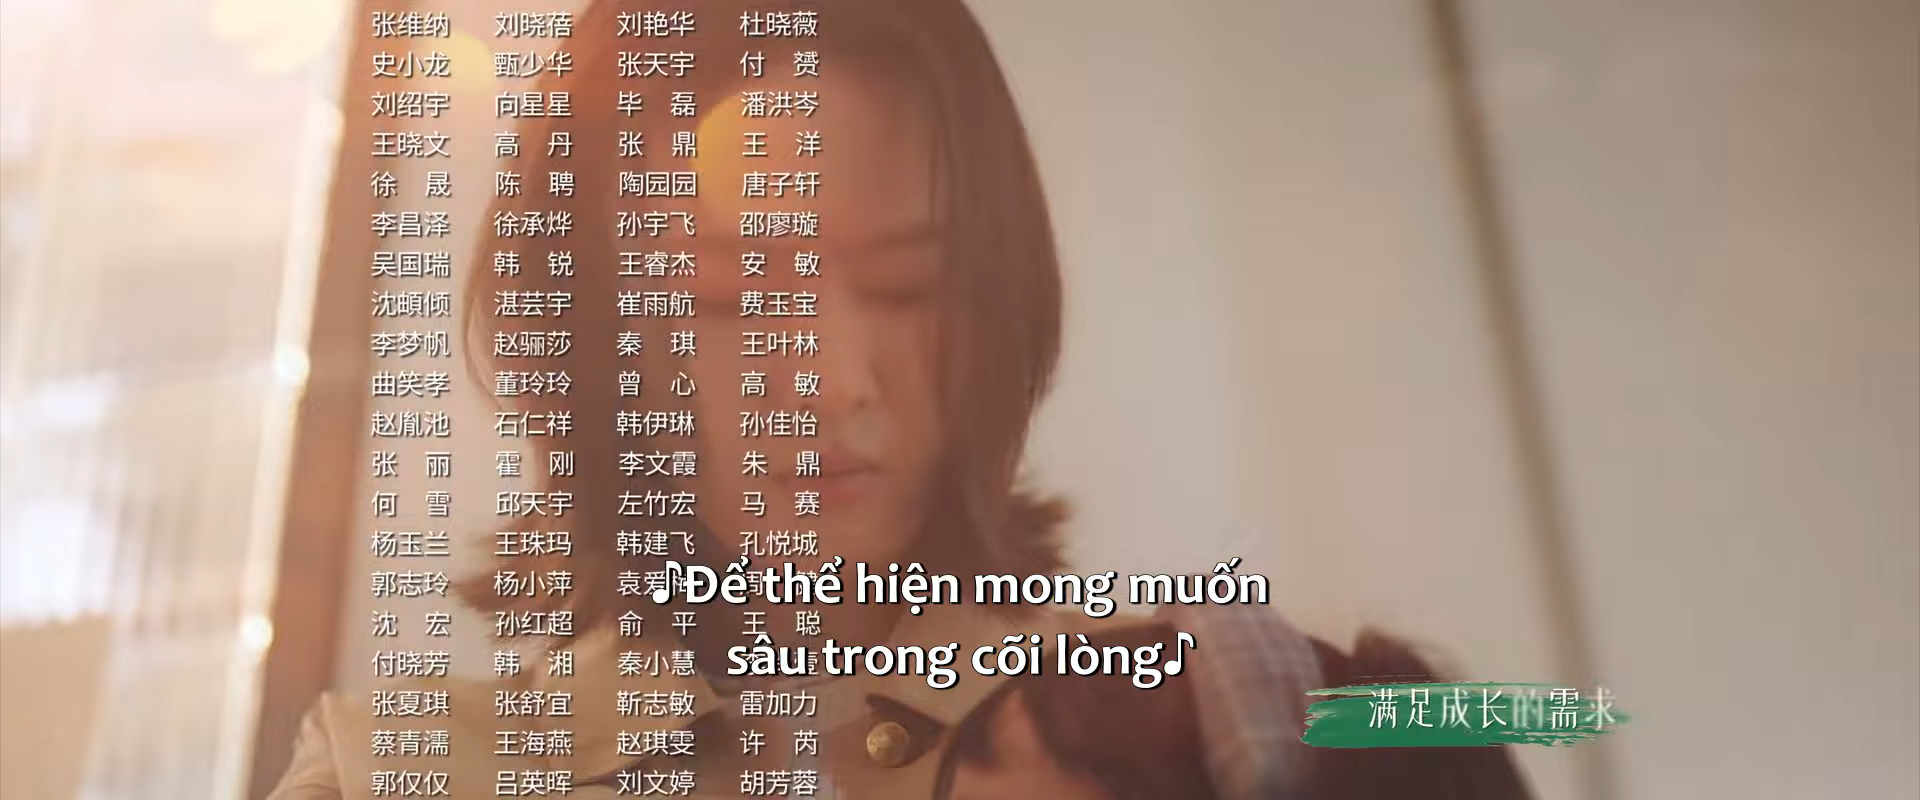 张维纳 刘晓蓓 刘艳华 杜晓薇
史小龙 甄少华 张天宇 付 赟
刘绍宇 向星星 毕 磊 潘洪岑
王晓文 高 丹 张 鼎 王 洋
徐 晟 陈 聘 陶园园 唐子轩
李昌泽 徐承烨 孙宇飞 邵廖璇
吴国瑞 韩 锐 王睿杰 安 敏
沈頔倾 湛芸宇 崔雨航 费玉宝
李梦帆 赵骊莎 秦 琪 王叶林
曲笑孝 董玲玲 曾 心 高 敏
赵胤池 石仁祥 韩伊琳 孙佳怡
张 丽 霍 刚 李文霞 朱 鼎
何 雪 邱天宇 左竹宏 马 赛
杨玉兰 王珠玛 韩建飞 孔悦城
郭志玲 杨小萍 袁爱
♪Để thể hiện mong muốn
沈 宏 孙红超 俞 平 王 聪
付晓芳 韩 湘 秦小慧
sâu trong cõi lòng♪
张夏琪 张舒宜 靳志敏 雷加力
满足成长的需求
蔡青濡 王海燕 赵琪雯 许 芮
郭仅仅 吕英晖 刘文婷 胡芳蓉